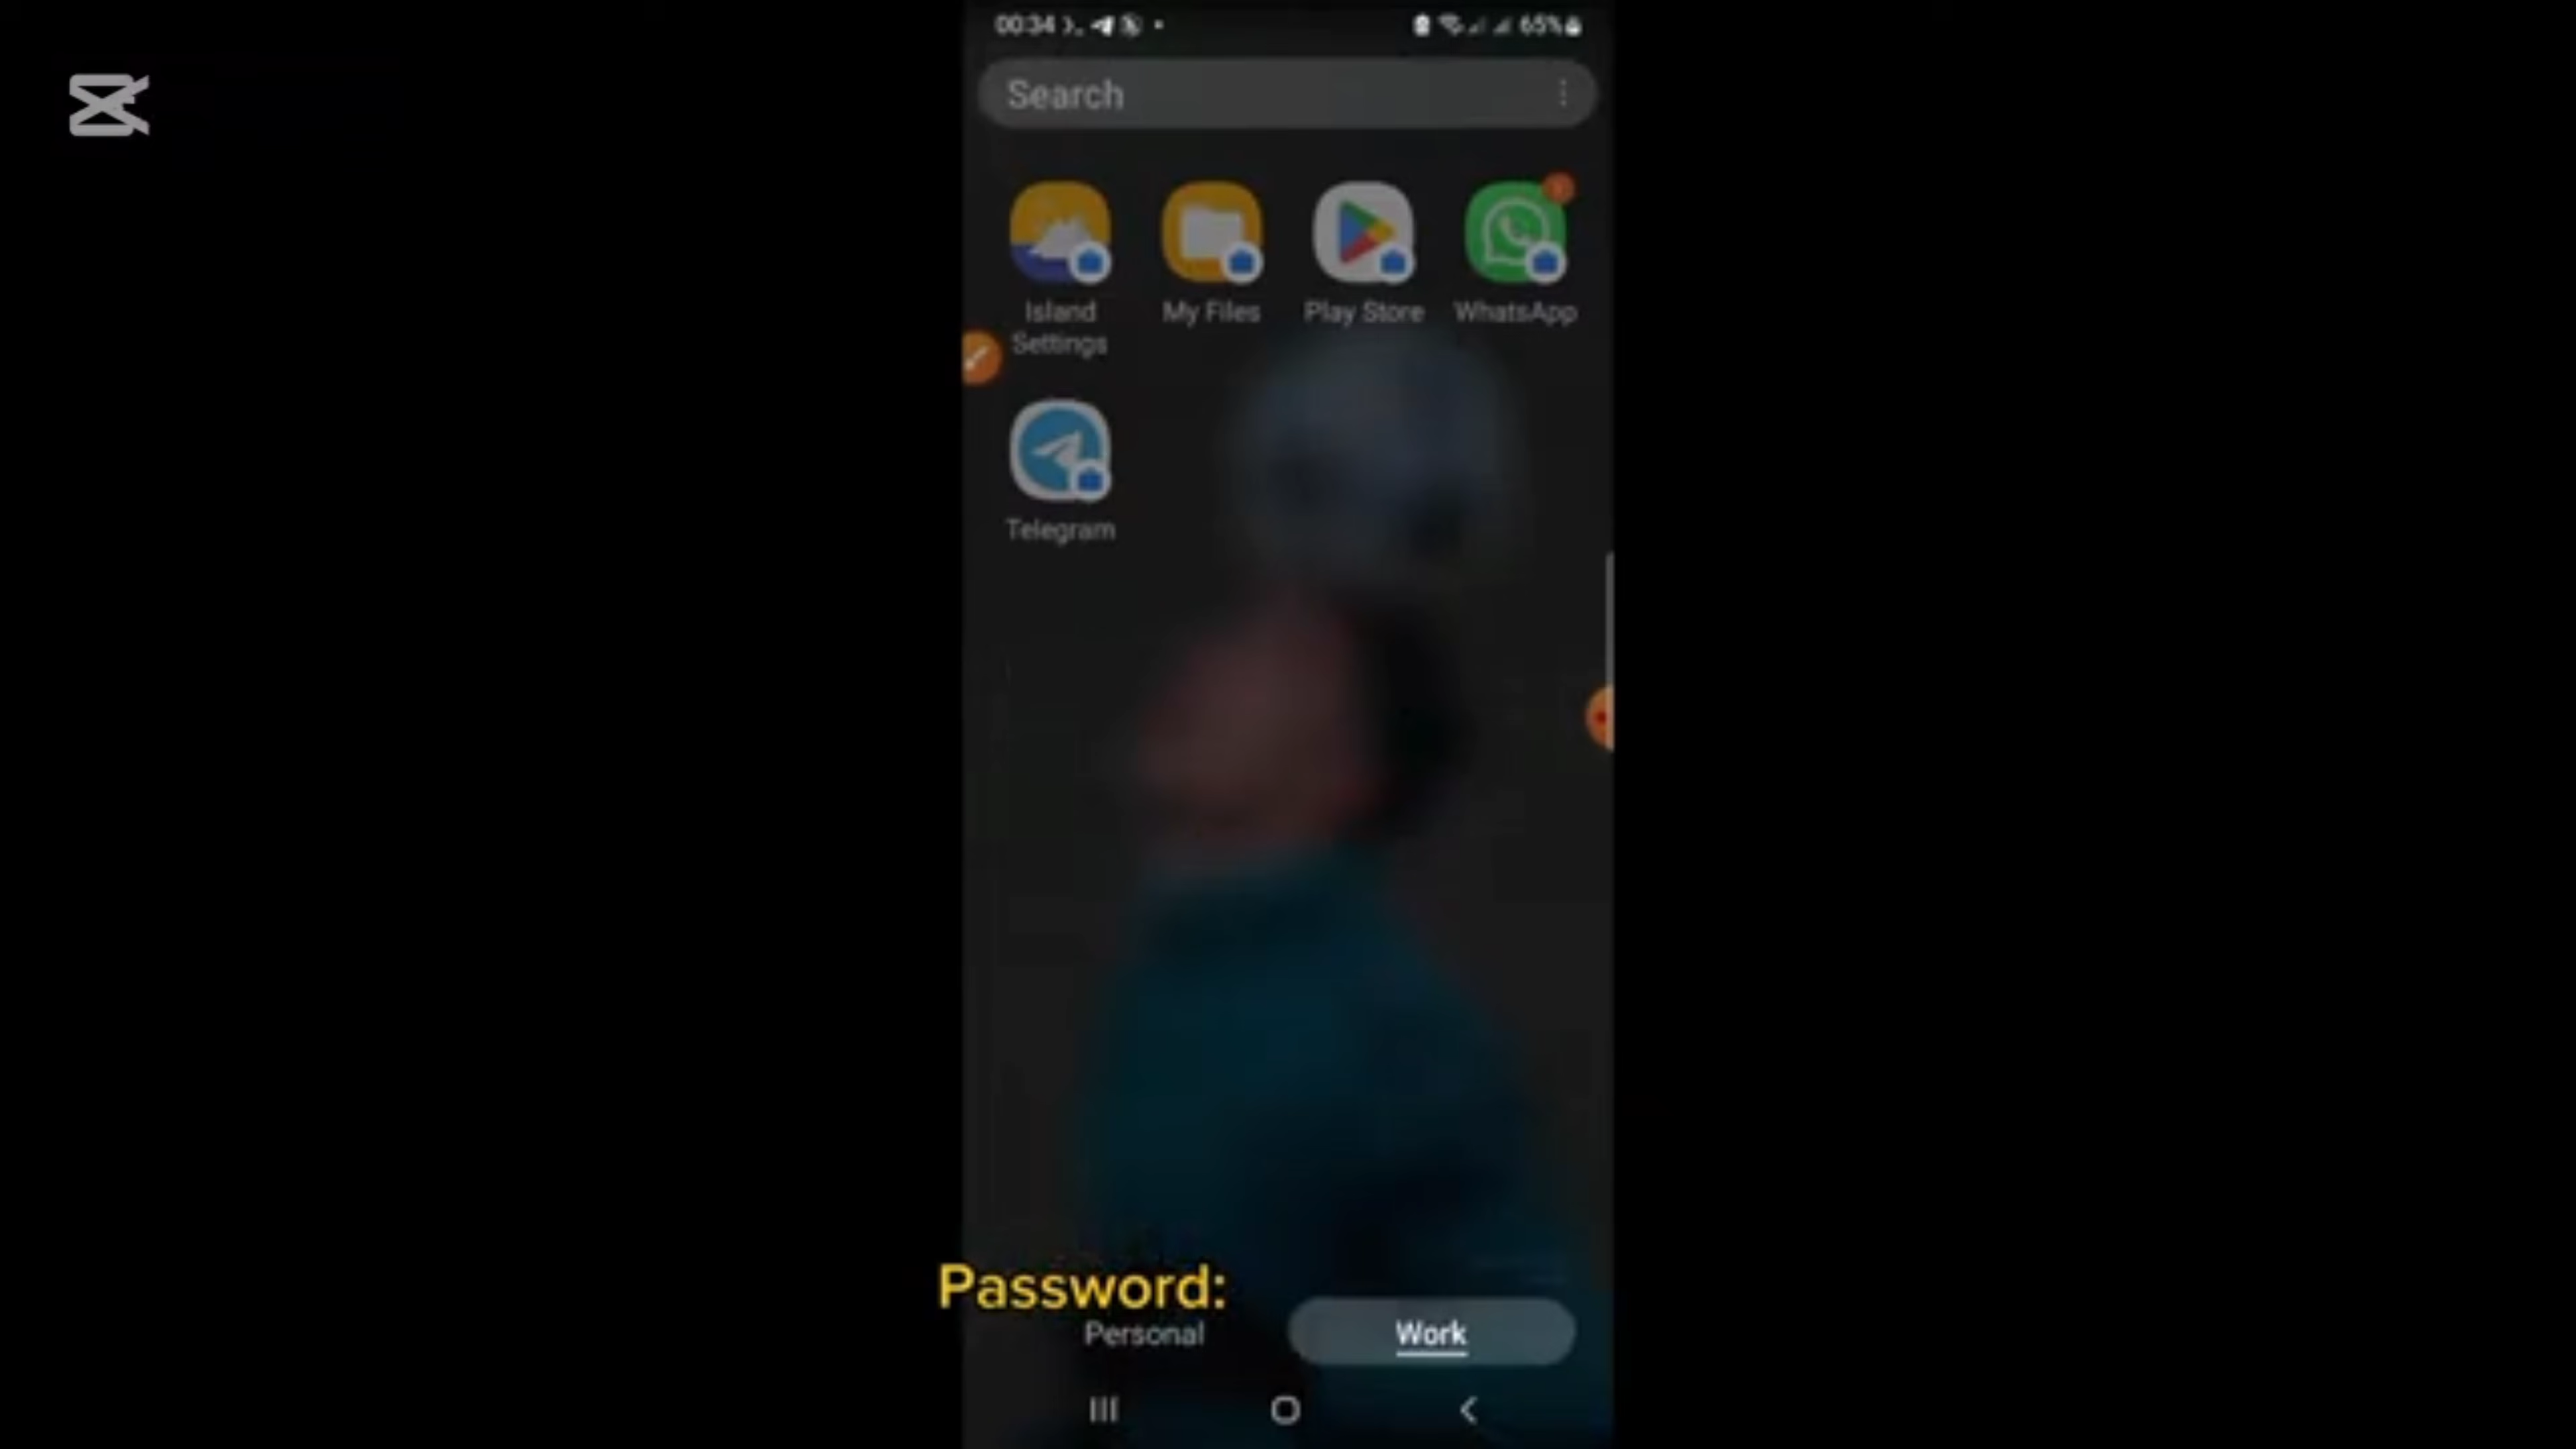 00:34
65%
Search
Island
Settings
My Files
Play Store
WhatsApp
Telegram
Password:
Personal
Work